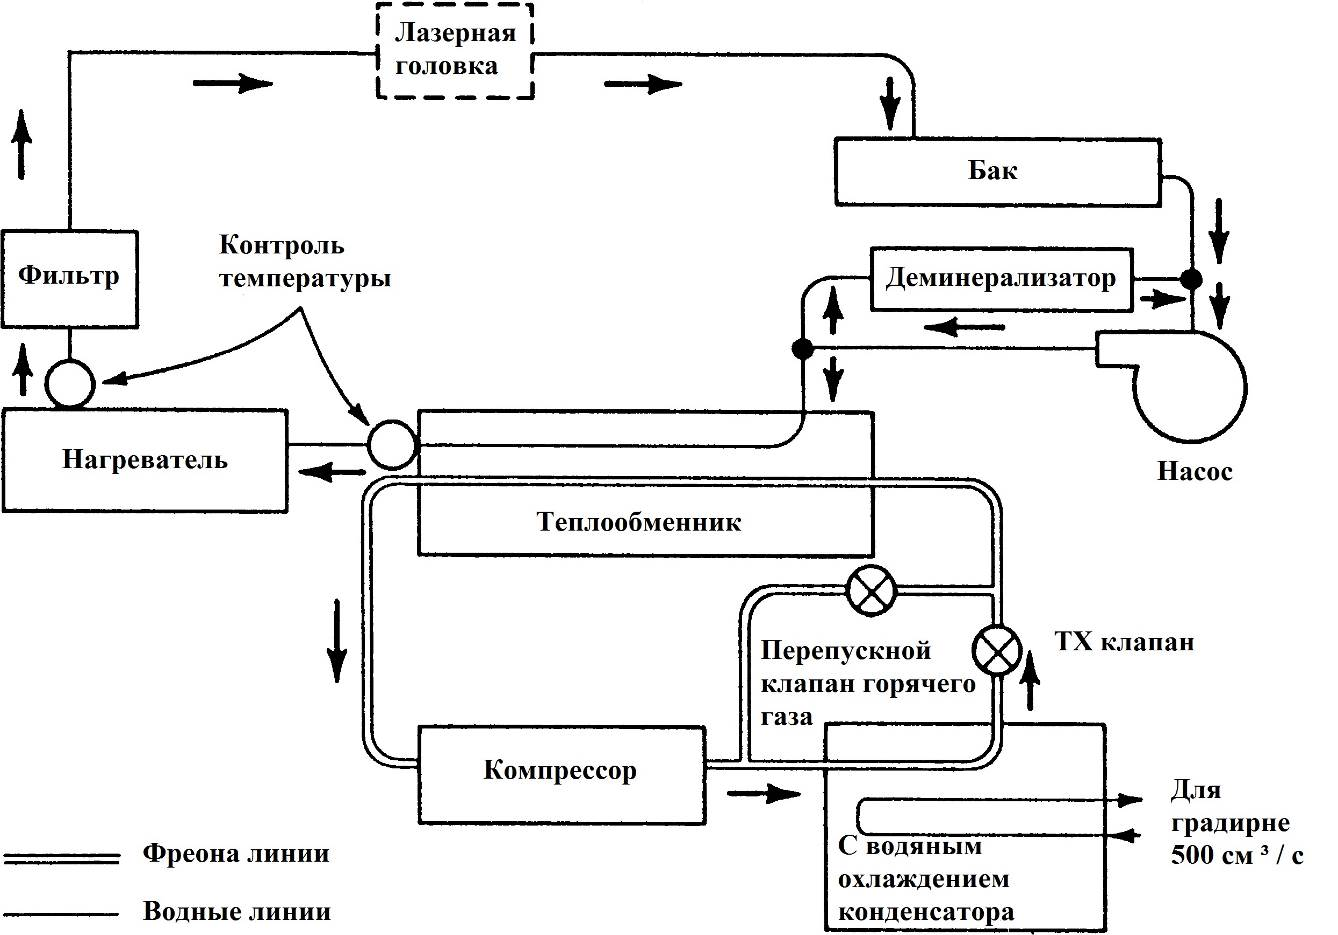 Лазерная
головка
Бак
Контроль
температуры
Фильтр
Деминерализатор
Нагреватель
Насос
Теплообменник
Перепускной
клапан горячего
газа
ТХ клапан
Компрессор
Для
градирне
500 см ³ / с
С водяным
охлаждением
конденсатора
Фреона линии
Водные линии